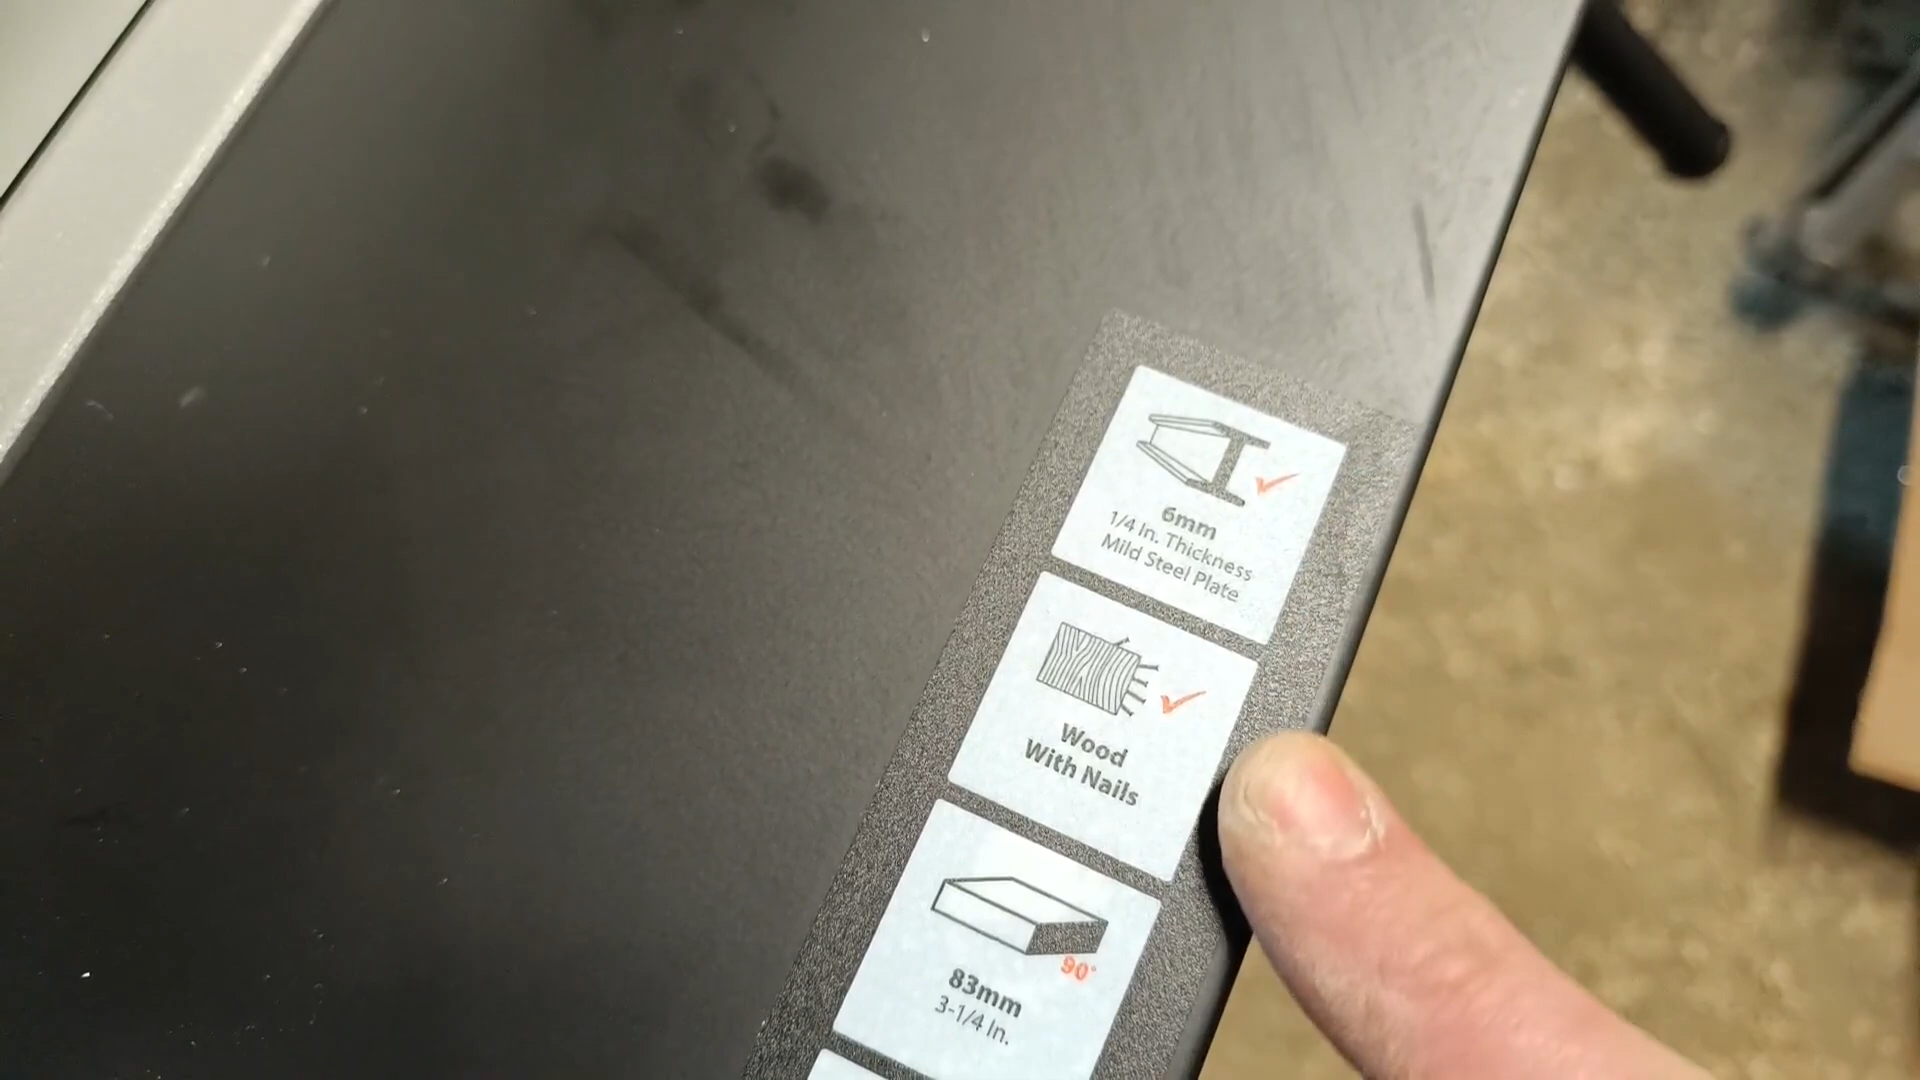 6mm
1/4 In. Thickness
Mild Steel Plate
Wood
With Nails
90°
83mm
3-1/4 In.